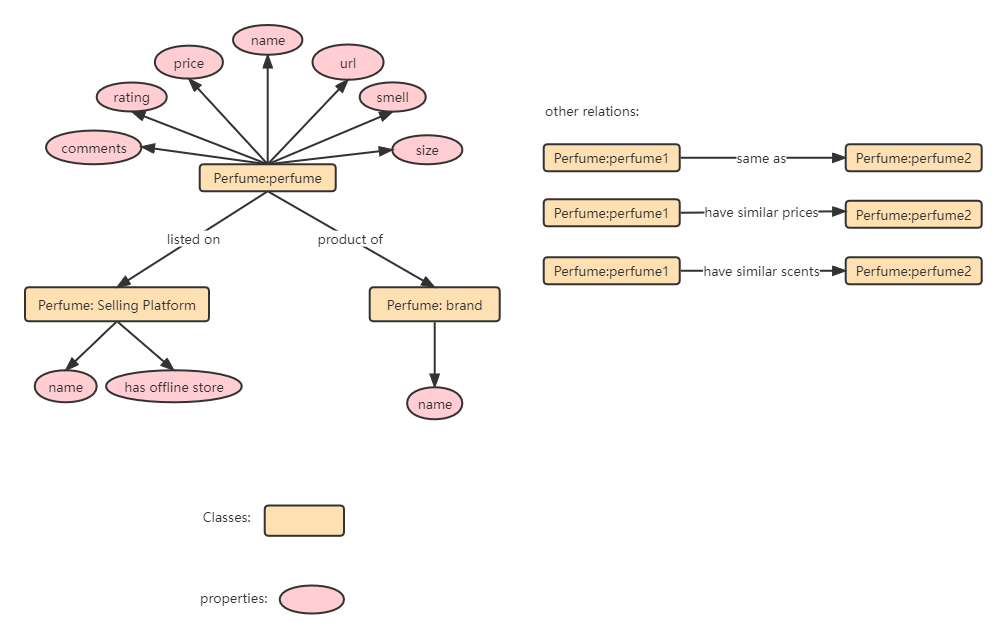 name
price
url
rating
smell
comments
size
Perfume:perfume
listed on
product of
Perfume: Selling Platform
Perfume: brand
name
has offline store
name
other relations:
Perfume:perfume1
same as
Perfume:perfume2
Perfume:perfume1
have similar prices
Perfume:perfume2
Perfume:perfume1
have similar scents
Perfume:perfume2
Classes:
properties: